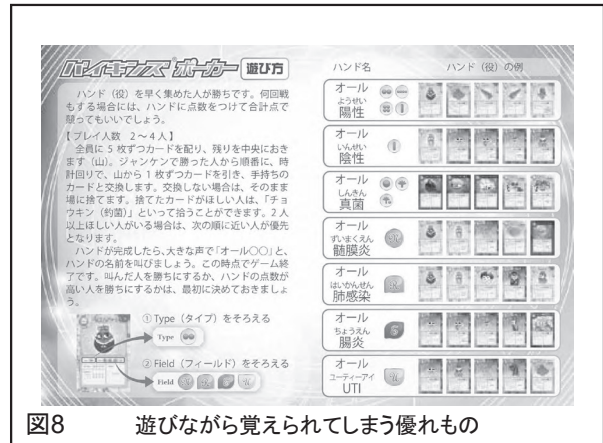 バイキンズ ポーカー 遊び方
ハンド（役）を早く集めた人が勝ちです。何回戦
もする場合には、ハンドに点数をつけて合計点で
競ってもいいでしょう。
【プレイ人数 2～4人】
全員に5枚ずつカードを配り、残りを中央におき
ます（山）。ジャンケンで勝った人から順番に、時
計回りで、山から1枚ずつカードを引き、手持ちの
カードと交換します。交換しない場合は、そのまま
場に捨てます。捨てたカードがほしい人は、「チョ
ウキン（釣菌）」といって拾うことができます。2人
以上ほしい人がいる場合は、次の順に近い人が優先
となります。
ハンドが完成したら、大きな声で「オール○○」と、
ハンドの名前を叫びましょう。この時点でゲーム終
了です。叫んだ人を勝ちにするか、ハンドの点数が
高い人を勝ちにするかは、最初に決めておきましょ
う。
① Type（タイプ）をそろえる
Type
② Field（フィールド）をそろえる
Field
ハンド名 ハンド（役）の例
オール
ようせい
陽性
オール
いんせい
陰性
オール
しんきん
真菌
オール
ずいまくえん
髄膜炎
オール
はいかんせん
肺感染
オール
ちょうえん
腸炎
オール
ユーティーアイ
UTI
図8 遊びながら覚えられてしまう優れもの